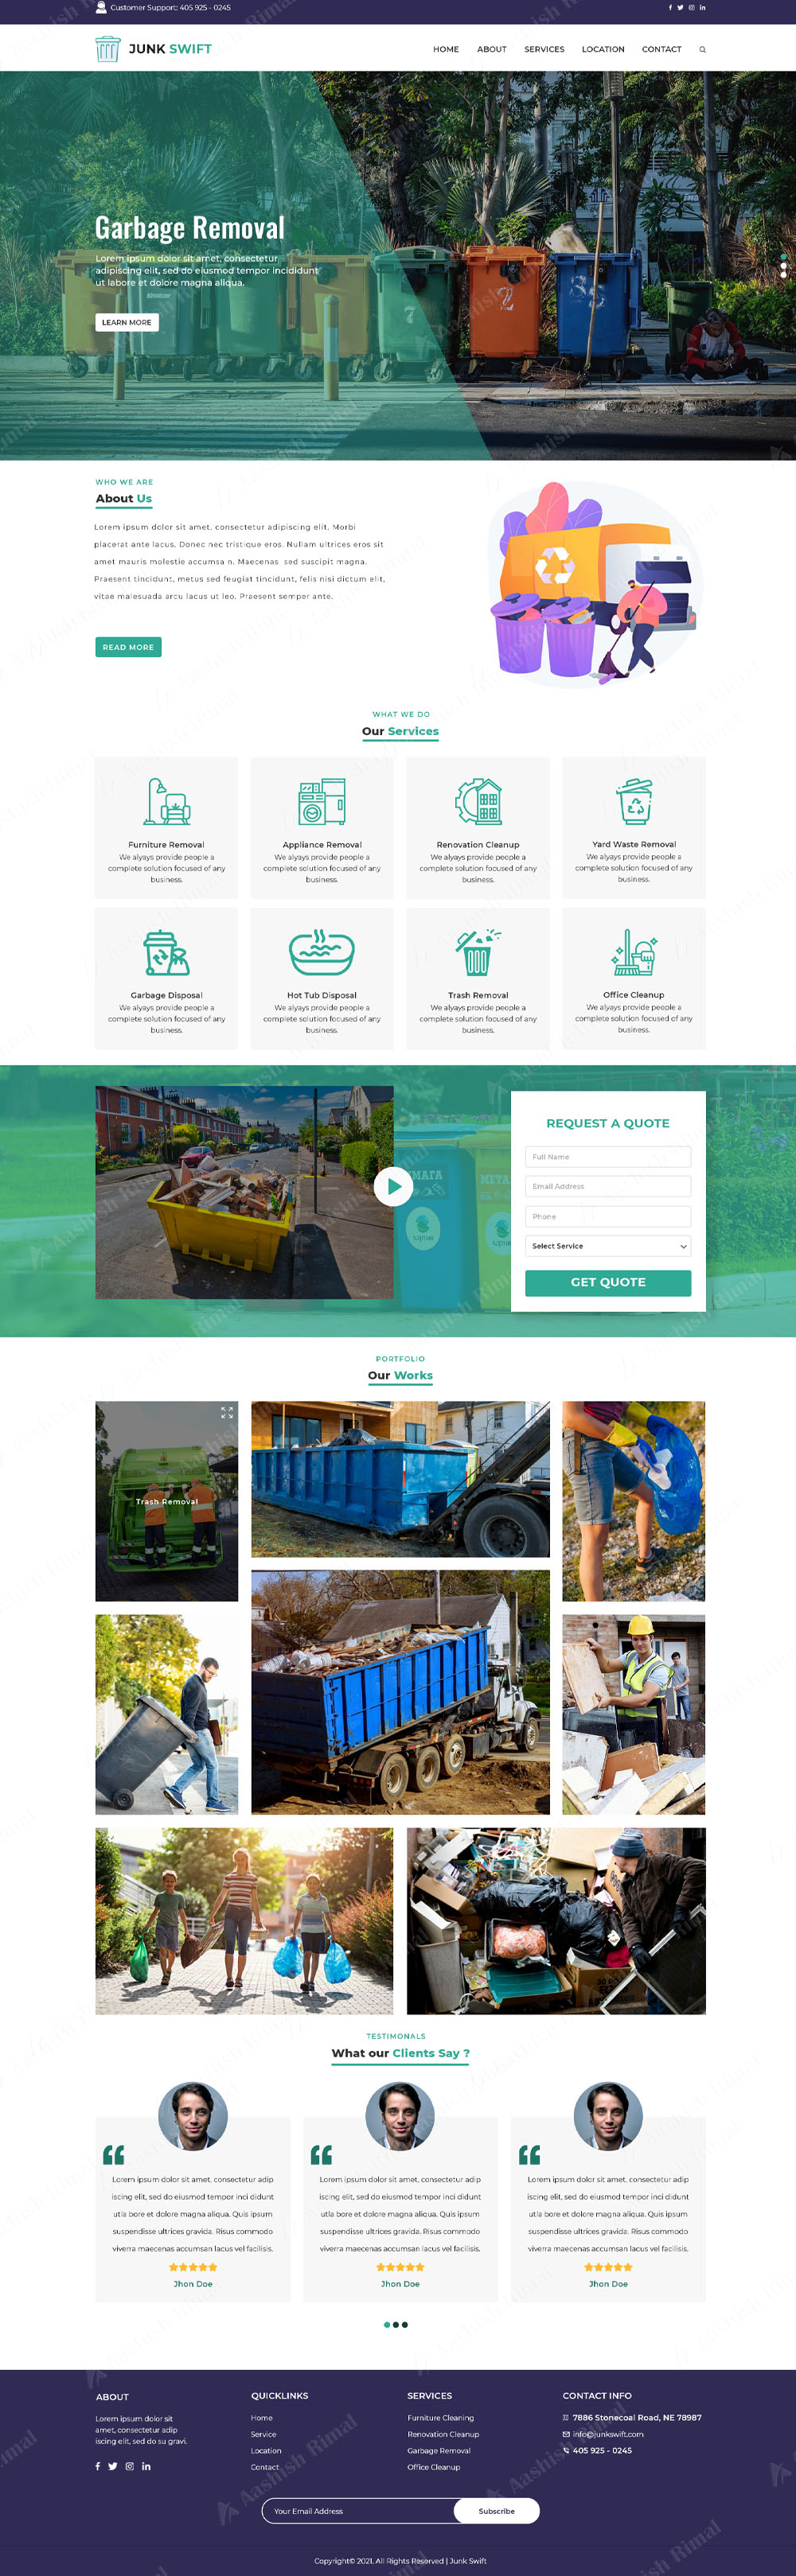 Customer Support: 405 925 - 0245
JUNK SWIFT
HOME ABOUT SERVICES LOCATION CONTACT
Garbage Removal
Lorem ipsum dolor sit amet, consectetur
adipiscing elit, sed do eiusmod tempor incididunt
ut labore et dolore magna aliqua.
LEARN MORE
WHO WE ARE
About Us
Lorem ipsum dolor sit amet, consectetur adipiscing elit. Morbi
placerat ante lacus. Donec nec tristique eros. Nullam ultrices eros sit
amet mauris molestie accumsa n. Maecenas sed suscipit magna.
Praesent tincidunt, metus sed feugiat tincidunt, felis nisi dictum elit,
vitae malesuada arcu lacus ut leo. Praesent semper ante.
READ MORE
WHAT WE DO
Our Services
Furniture Removal
We alyays provide people a
complete solution focused of any
business.
Appliance Removal
We alyays provide people a
complete solution focused of any
business.
Renovation Cleanup
We alyays provide people a
complete solution focused of any
business.
Yard Waste Removal
We alyays provide people a
complete solution focused of any
business.
Garbage Disposal
We alyays provide people a
complete solution focused of any
business.
Hot Tub Disposal
We alyays provide people a
complete solution focused of any
business.
Trash Removal
We alyays provide people a
complete solution focused of any
business.
Office Cleanup
We alyays provide people a
complete solution focused of any
business.
REQUEST A QUOTE
Full Name
Email Address
Phone
Select Service
GET QUOTE
PORTFOLIO
Our Works
Trash Removal
TESTIMONALS
What our Clients Say ?
Lorem ipsum dolor sit amet, consectetur adip
iscing elit, sed do eiusmod tempor inci didunt
utla bore et dolore magna aliqua. Quis ipsum
suspendisse ultrices gravida. Risus commodo
viverra maecenas accumsan lacus vel facilisis.
Jhon Doe
Lorem ipsum dolor sit amet, consectetur adip
iscing elit, sed do eiusmod tempor inci didunt
utla bore et dolore magna aliqua. Quis ipsum
suspendisse ultrices gravida. Risus commodo
viverra maecenas accumsan lacus vel facilisis.
Jhon Doe
Lorem ipsum dolor sit amet, consectetur adip
iscing elit, sed do eiusmod tempor inci didunt
utla bore et dolore magna aliqua. Quis ipsum
suspendisse ultrices gravida. Risus commodo
viverra maecenas accumsan lacus vel facilisis.
Jhon Doe
ABOUT
Lorem ipsum dolor sit
amet, consectetur adip
iscing elit, sed do su gravi.
QUICKLINKS
Home
Service
Location
Contact
SERVICES
Furniture Cleaning
Renovation Cleanup
Garbage Removal
Office Cleanup
CONTACT INFO
7886 Stonecoal Road, NE 78987
info@junkswift.com
405 925 - 0245
Your Email Address
Subscribe
Copyright© 2021. All Rights Reserved | Junk Swift
Aashish Rimal